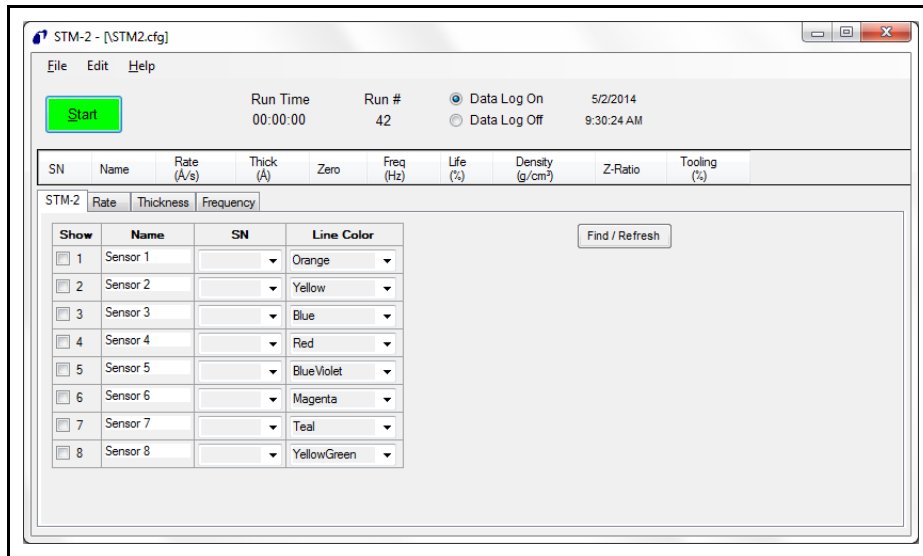 STM-2 - [\STM2.cfg]
File Edit Help
Start
Run Time
00:00:00
Run #
42
Data Log On
Data Log Off
5/2/2014
9:30:24 AM
SN Name Rate (Å/s) Thick (Å) Zero Freq (Hz) Life (%) Density (g/cm³) Z-Ratio Tooling (%)
STM-2 Rate Thickness Frequency
Show Name SN Line Color
1 Sensor 1 Orange
2 Sensor 2 Yellow
3 Sensor 3 Blue
4 Sensor 4 Red
5 Sensor 5 BlueViolet
6 Sensor 6 Magenta
7 Sensor 7 Teal
8 Sensor 8 YellowGreen
Find / Refresh